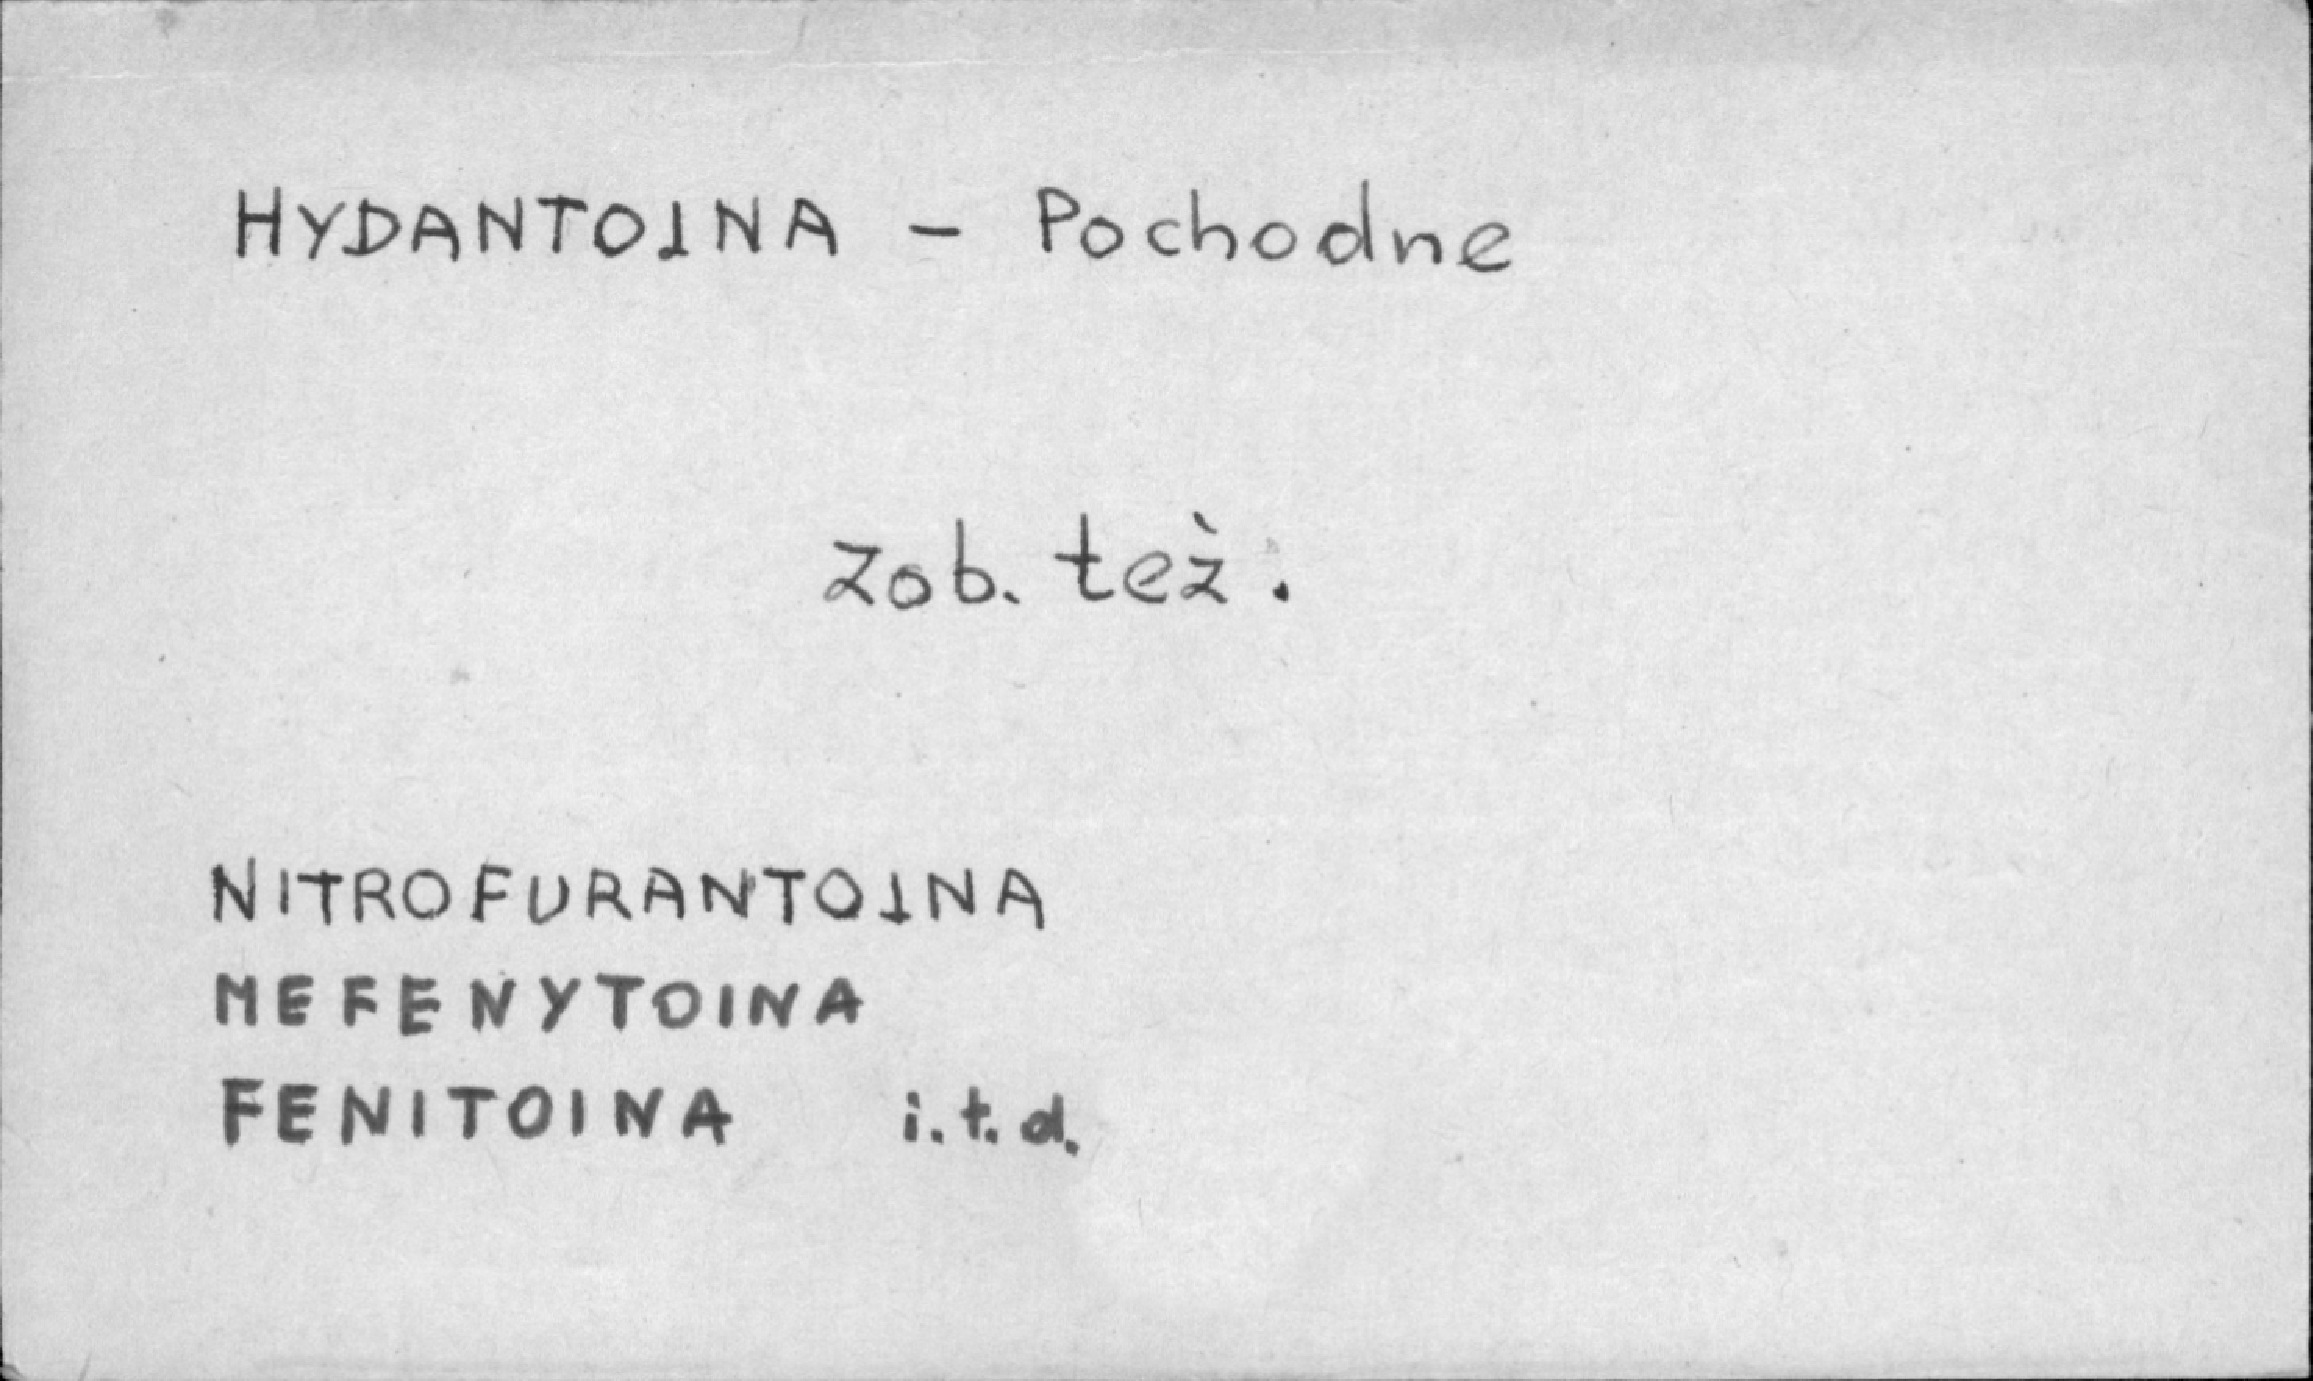 HYDANTOINA - Pochodne
zob. też:
NITROFURANTOINA
MEFENYTOINA
FENITOINA i.t.d.